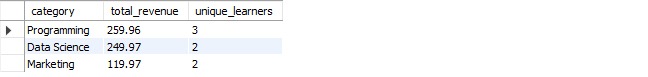 category total_revenue unique_learners
Programming 259.96 3
Data Science 249.97 2
Marketing 119.97 2